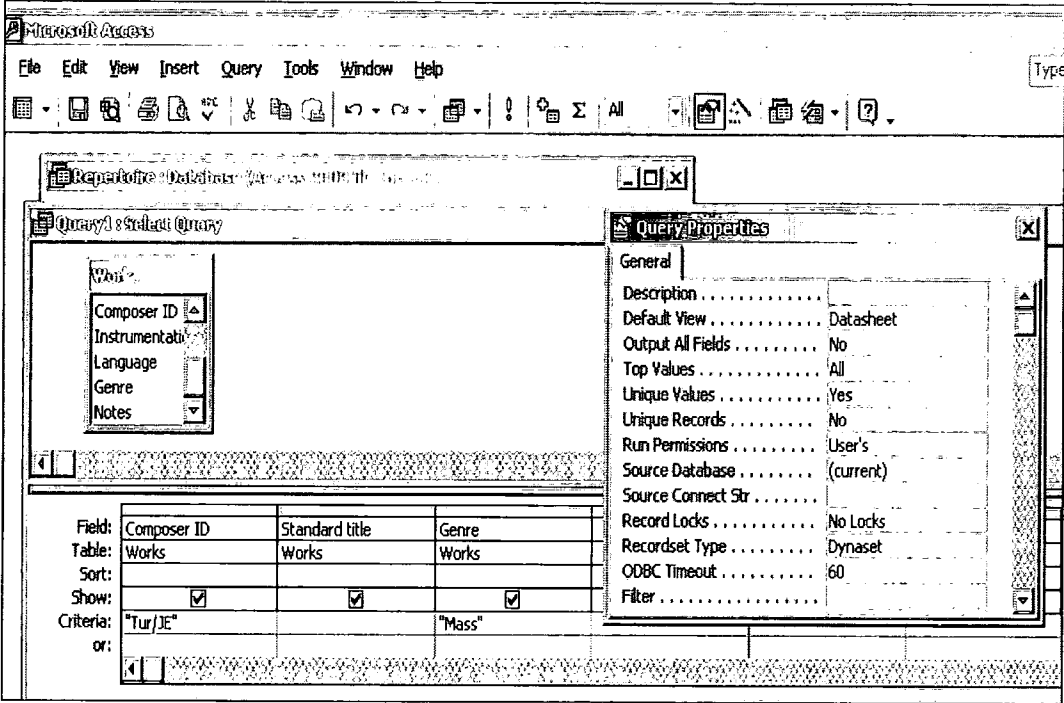 Microsoft Access
File Edit View Insert Query Tools Window Help
Type
All
Repertoire : Database (Access
Query1 : Select Query
Works
Composer ID
Instrumentati
Language
Genre
Notes
Query Properties
General
Description . . . . . . . . . . . . .
Default View . . . . . . . . . . . Datasheet
Output All Fields . . . . . . . . . No
Top Values . . . . . . . . . . . . . All
Unique Values . . . . . . . . . . . Yes
Unique Records . . . . . . . . . . No
Run Permissions . . . . . . . . . User's
Source Database . . . . . . . . (current)
Source Connect Str . . . . . . .
Record Locks . . . . . . . . . . . No Locks
Recordset Type . . . . . . . . . Dynaset
ODBC Timeout . . . . . . . . . . 60
Filter . . . . . . . . . . . . . . . . .
Field: Composer ID Standard title Genre
Table: Works Works Works
Sort:
Show:
Criteria: "Tur/JE" "Mass"
or: